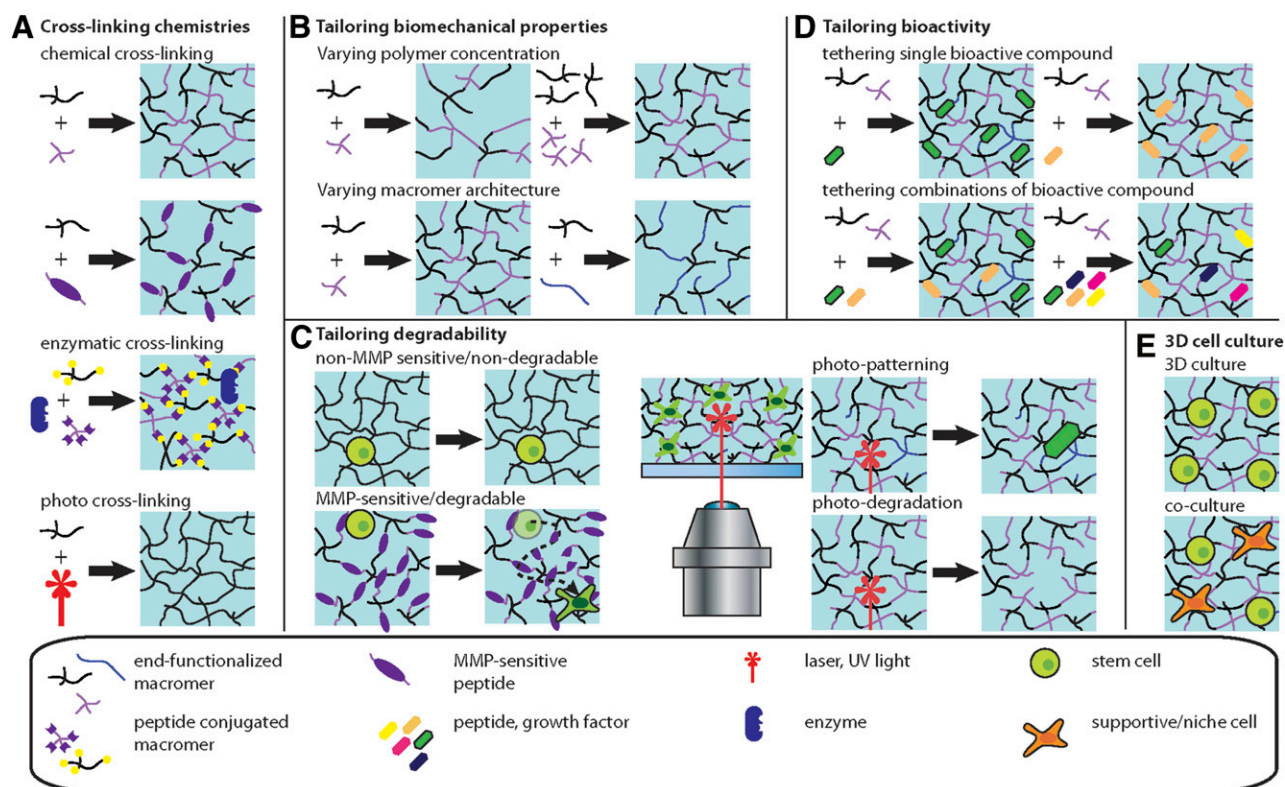 A Cross-linking chemistries
chemical cross-linking
+
+
enzymatic cross-linking
+
photo cross-linking
+
B Tailoring biomechanical properties
Varying polymer concentration
+
+
Varying macromer architecture
+
+
D Tailoring bioactivity
tethering single bioactive compound
+
+
tethering combinations of bioactive compound
+
+
C Tailoring degradability
non-MMP sensitive/non-degradable
MMP-sensitive/degradable
photo-patterning
photo-degradation
E 3D cell culture
3D culture
co-culture
end-functionalized
macromer
peptide conjugated
macromer
MMP-sensitive
peptide
peptide, growth factor
laser, UV light
enzyme
stem cell
supportive/niche cell